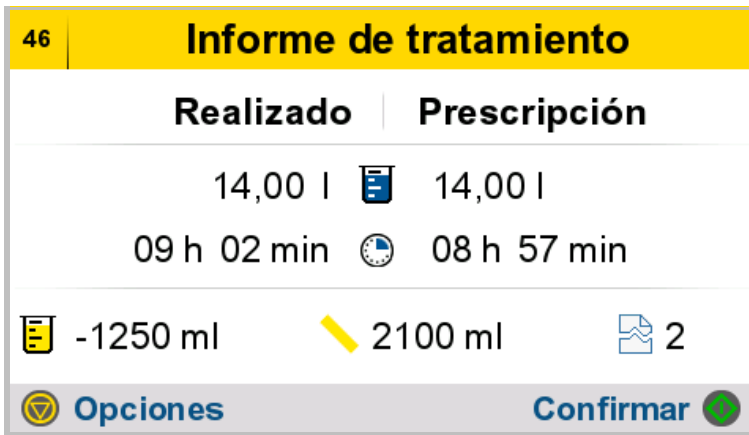 46 Informe de tratamiento
Realizado Prescripción
14,00 l 14,00 l
09 h 02 min 08 h 57 min
-1250 ml 2100 ml 2
Opciones Confirmar